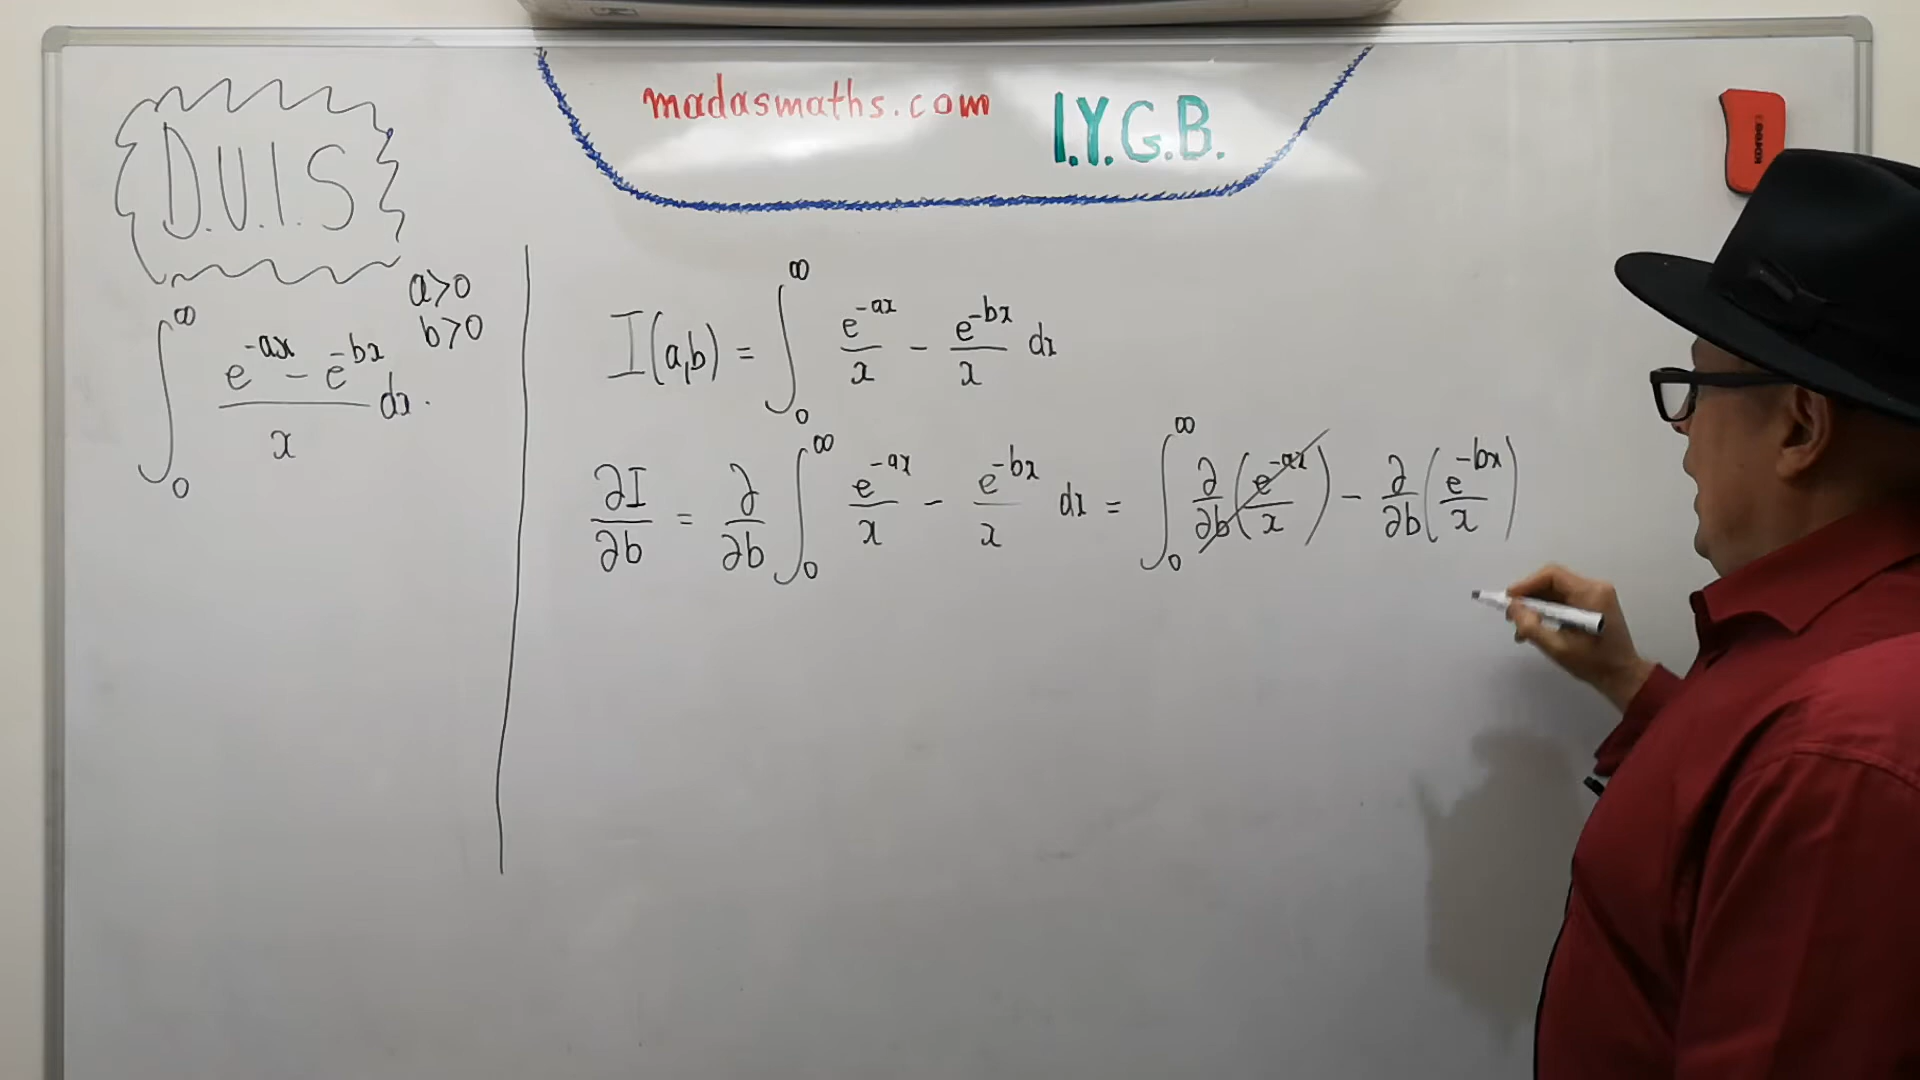 madasmaths.com I.Y.G.B.
D.U.I.S
a>0
b>0
∫₀^∞ (e^{-ax} - e^{-bx})/x dx.
I(a,b) = ∫₀^∞ e^{-ax}/x - e^{-bx}/x dx
∂I/∂b = ∂/∂b ∫₀^∞ e^{-ax}/x - e^{-bx}/x dx = ∫₀^∞ ∂/∂b (e^{-ax}/x) - ∂/∂b (e^{-bx}/x)